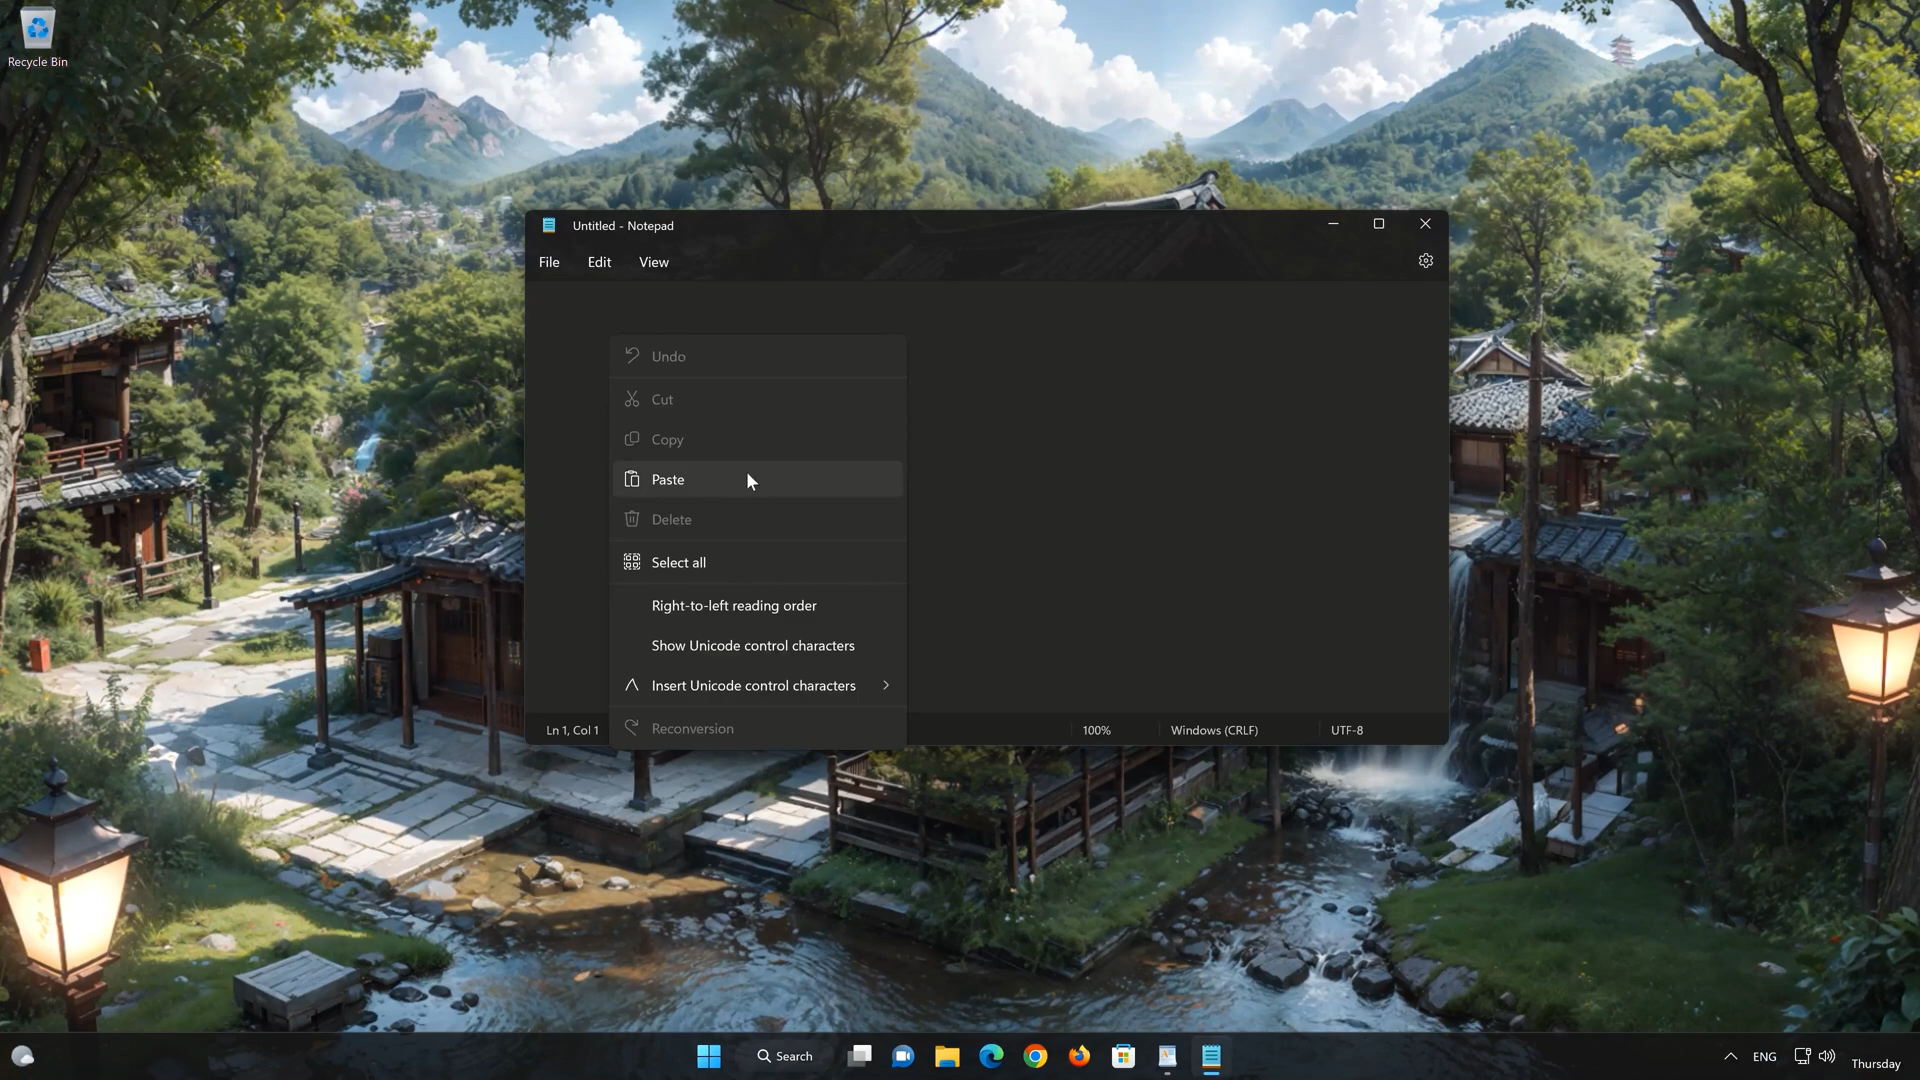 Recycle Bin
Untitled - Notepad
File Edit View
Undo
Cut
Copy
Paste
Delete
Select all
Right-to-left reading order
Show Unicode control characters
Insert Unicode control characters
Reconversion
Ln 1, Col 1 100% Windows (CRLF) UTF-8
Search ENG Thursday